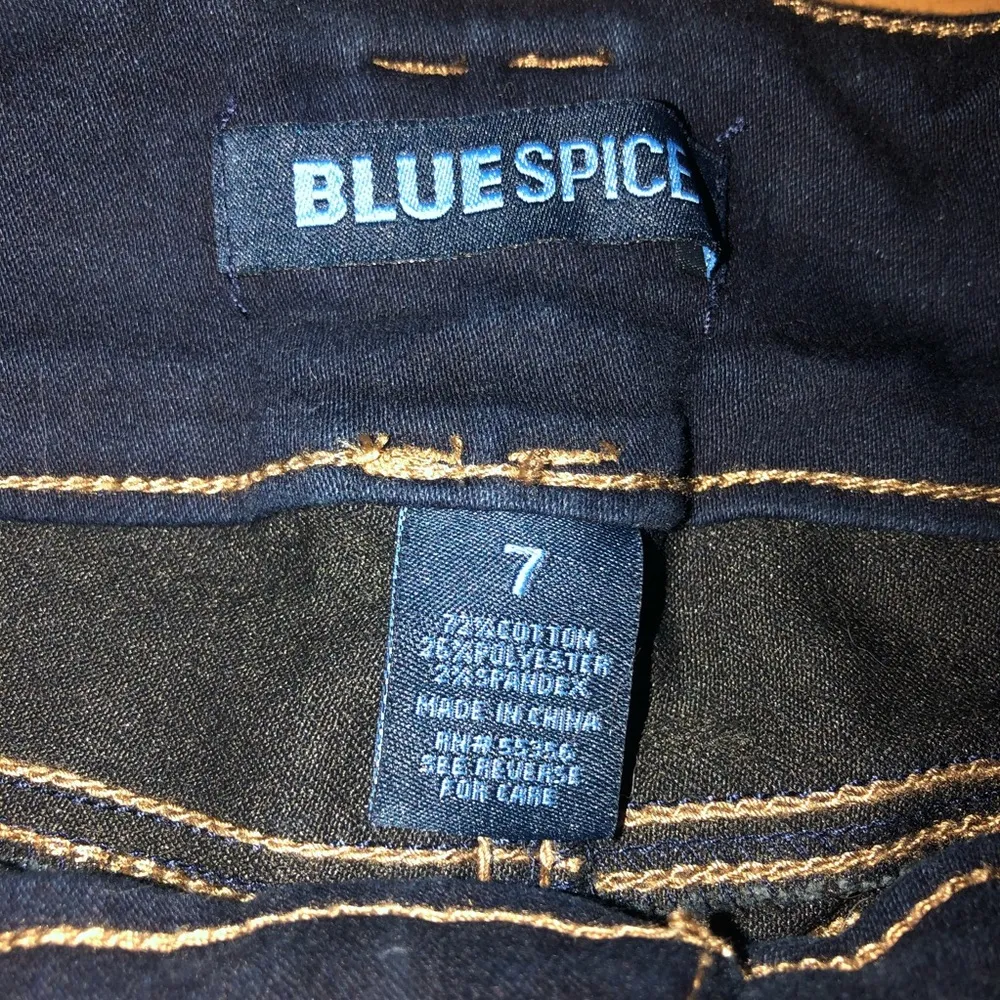 BLUESPICE
7
72%COTTON
26%POLYESTER
2%SPANDEX
MADE IN CHINA
RN# 55356
SEE REVERSE
FOR CARE